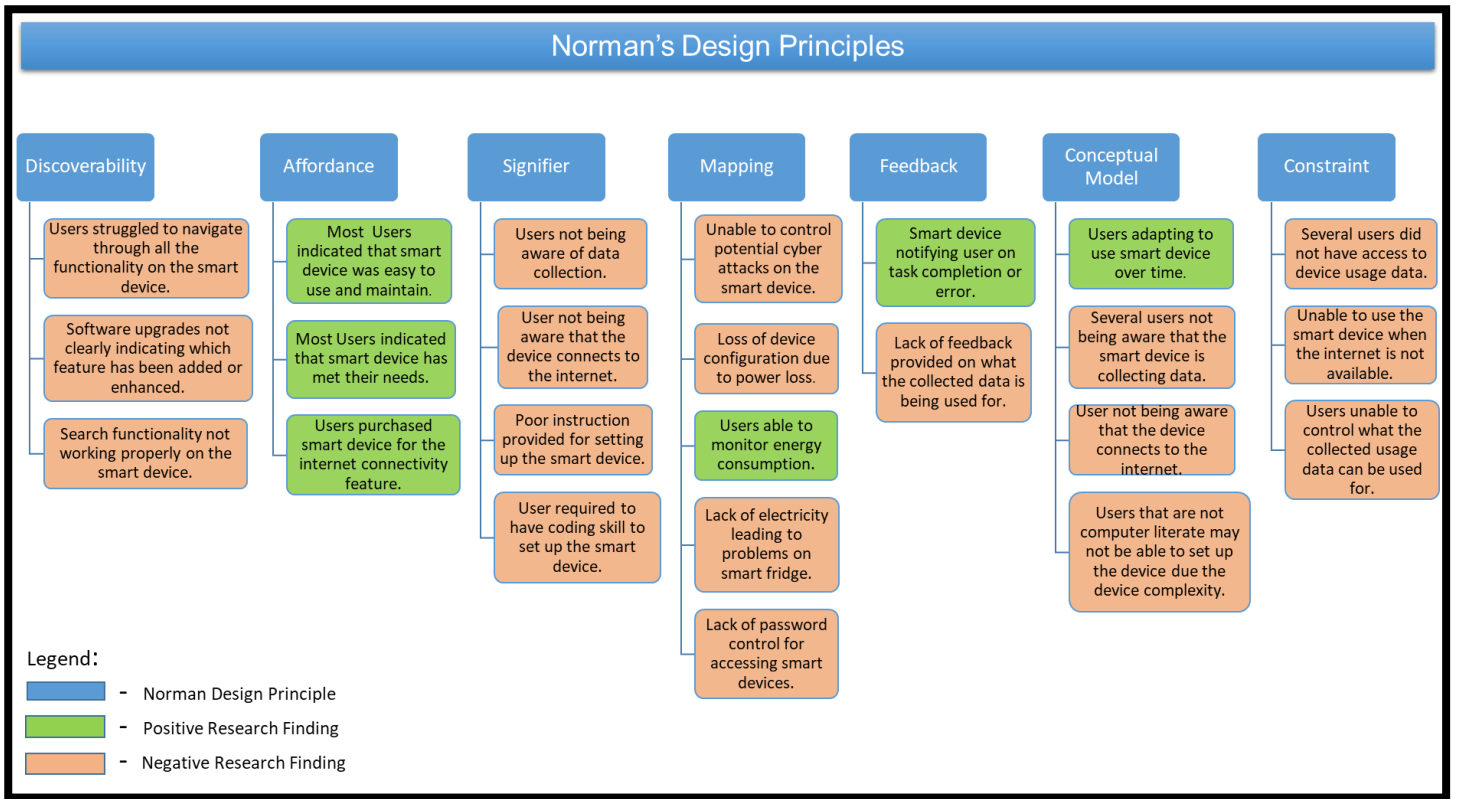 Norman's Design Principles
Discoverability
Users struggled to navigate
through all the
functionality on the smart
device.
Software upgrades not
clearly indicating which
feature has been added or
enhanced.
Search functionality not
working properly on the
smart device.
Affordance
Most Users
indicated that smart
device was easy to
use and maintain.
Most Users indicated
that smart device has
met their needs.
Users purchased
smart device for the
internet connectivity
feature.
Signifier
Users not being
aware of data
collection.
User not being
aware that the
device connects to
the internet.
Poor instruction
provided for setting
up the smart device.
User required to
have coding skill to
set up the smart
device.
Mapping
Unable to control
potential cyber
attacks on the
smart device.
Loss of device
configuration due
to power loss.
Users able to
monitor energy
consumption.
Lack of electricity
leading to
problems on
smart fridge.
Lack of password
control for
accessing smart
devices.
Feedback
Smart device
notifying user on
task completion or
error.
Lack of feedback
provided on what
the collected data is
being used for.
Conceptual
Model
Users adapting to
use smart device
over time.
Several users not
being aware that the
smart device is
collecting data.
User not being aware
that the device
connects to the
internet.
Users that are not
computer literate may
not be able to set up
the device due the
device complexity.
Constraint
Several users did
not have access to
device usage data.
Unable to use the
smart device when
the internet is not
available.
Users unable to
control what the
collected usage
data can be used
for.
Legend:
- Norman Design Principle
- Positive Research Finding
- Negative Research Finding